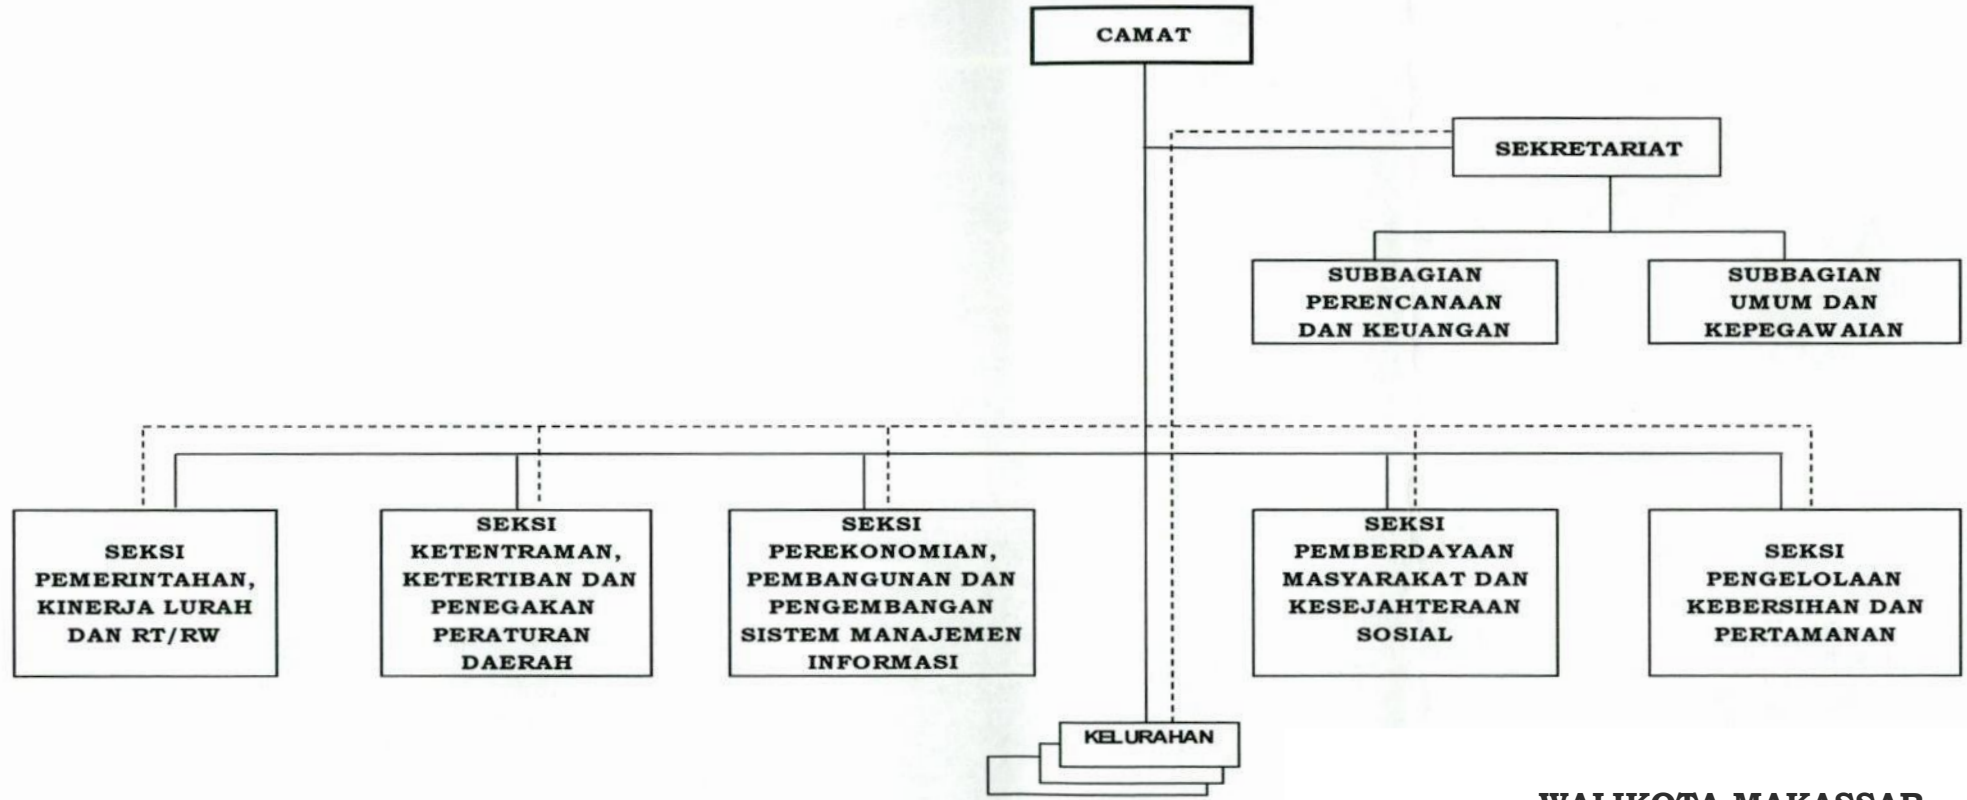 CAMAT
SEKRETARIAT
SUBBAGIAN
PERENCANAAN
DAN KEUANGAN
SUBBAGIAN
UMUM DAN
KEPEGAWAIAN
SEKSI
PEMERINTAHAN,
KINERJA LURAH
DAN RT/RW
SEKSI
KETENTRAMAN,
KETERTIBAN DAN
PENEGAKAN
PERATURAN
DAERAH
SEKSI
PEREKONOMIAN,
PEMBANGUNAN DAN
PENGEMBANGAN
SISTEM MANAJEMEN
INFORMASI
SEKSI
PEMBERDAYAAN
MASYARAKAT DAN
KESEJAHTERAAN
SOSIAL
SEKSI
PENGELOLAAN
KEBERSIHAN DAN
PERTAMANAN
KELURAHAN
WALIKOTA MAKASSAR